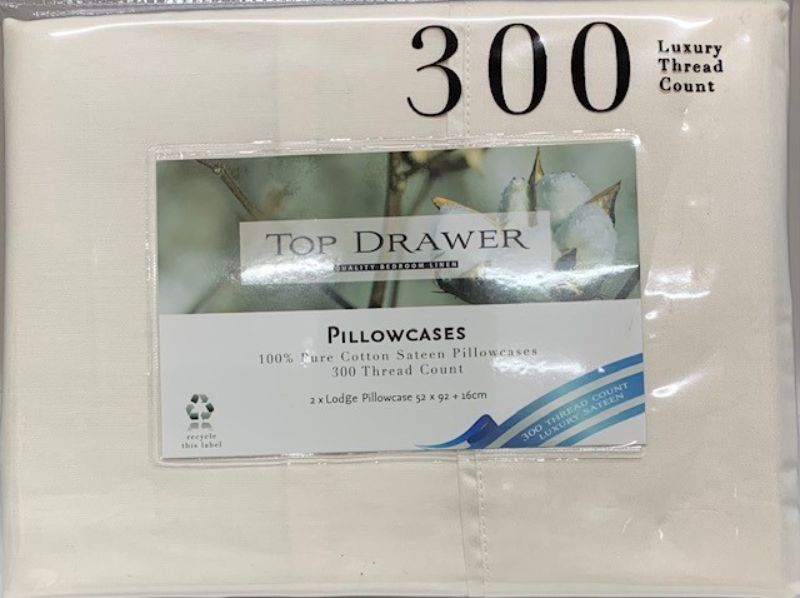 300
Luxury
Thread
Count
TOP DRAWER
QUALITY BEDROOM LINEN
PILLOWCASES
100% Pure Cotton Sateen Pillowcases
300 Thread Count
2 x Lodge Pillowcase 52 x 92 + 16cm
300 THREAD COUNT
LUXURY SATEEN
recycle
this label